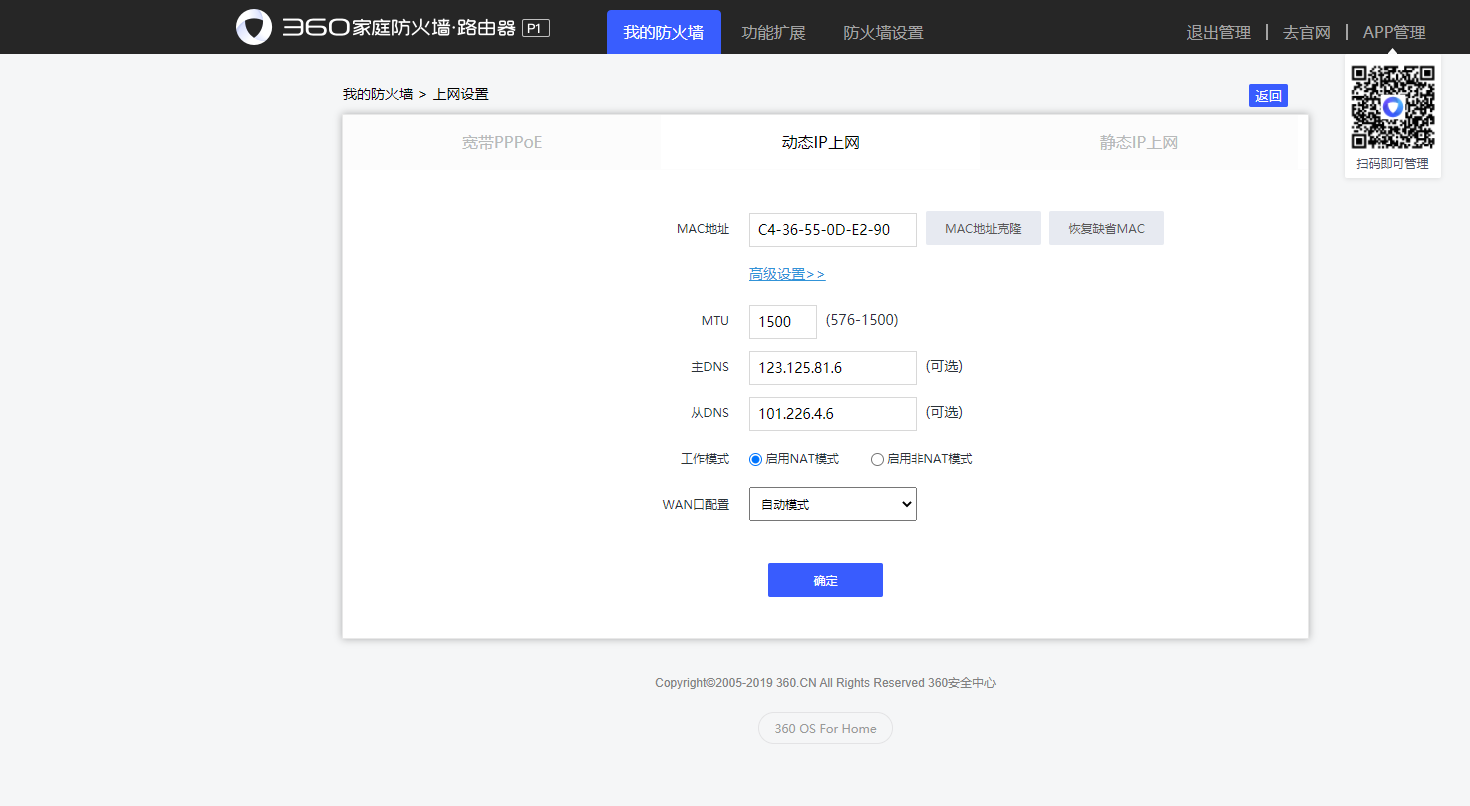 360家庭防火墙·路由器 P1
我的防火墙 功能扩展 防火墙设置
退出管理 | 去官网 | APP管理
扫码即可管理
我的防火墙 > 上网设置
返回
宽带PPPoE 动态IP上网 静态IP上网
MAC地址 C4-36-55-0D-E2-90 MAC地址克隆 恢复缺省MAC
高级设置>>
MTU 1500 (576-1500)
主DNS 123.125.81.6 (可选)
从DNS 101.226.4.6 (可选)
工作模式 启用NAT模式 启用非NAT模式
WAN口配置 自动模式
确定
Copyright©2005-2019 360.CN All Rights Reserved 360安全中心
360 OS For Home